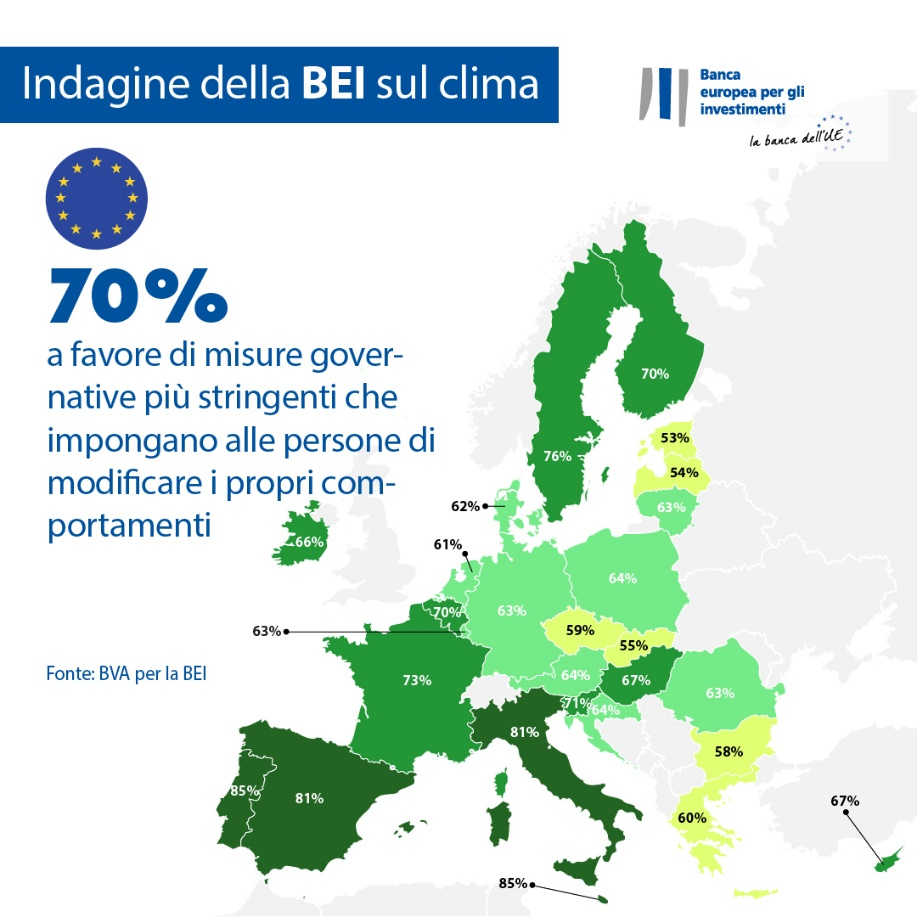 Indagine della BEI sul clima
Banca
europea per gli
investimenti
la banca dell'UE
70%
a favore di misure gover-
native più stringenti che
impongano alle persone di
modificare i propri com-
portamenti
Fonte: BVA per la BEI
70%
76%
53%
54%
63%
62%
61%
66%
64%
63%
70%
63%
59%
55%
73%
64%
67%
63%
71%
64%
81%
58%
85%
81%
60%
67%
85%